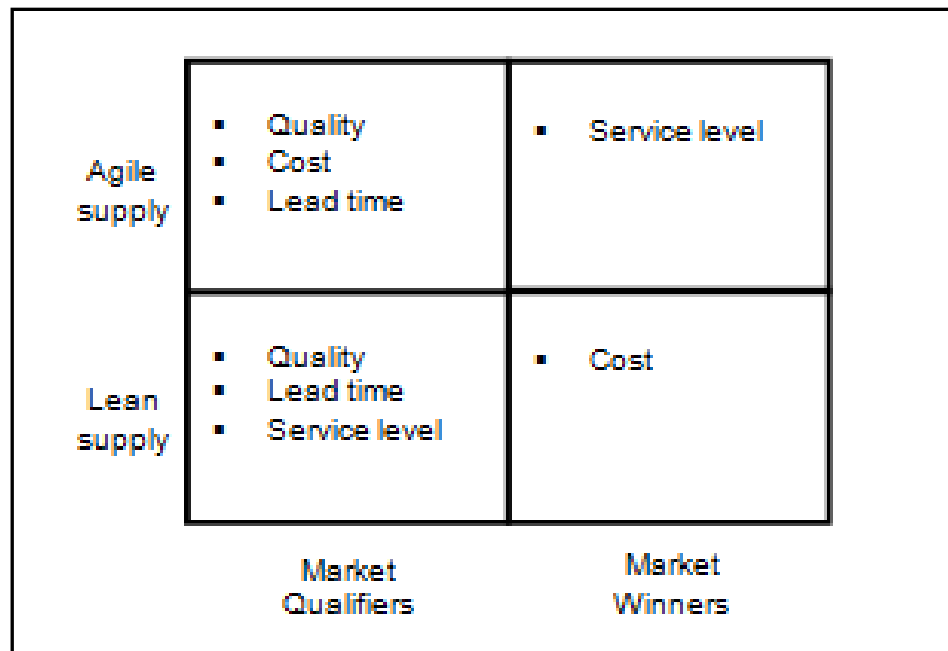 Agile
supply
▪ Quality
▪ Cost
▪ Lead time
▪ Service level
Lean
supply
▪ Quality
▪ Lead time
▪ Service level
▪ Cost
Market
Qualifiers
Market
Winners